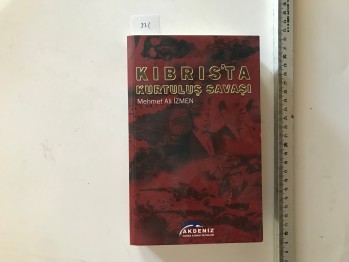 KIBRIS'TA
KURTULUŞ SAVAŞI
Mehmet Ali İZMEN
AKDENİZ